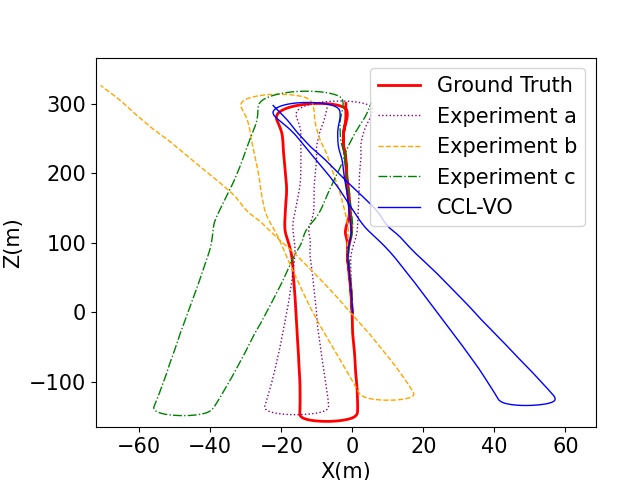 Ground Truth
Experiment a
Experiment b
Experiment c
CCL-VO
Z(m)
300
200
100
0
−100
−60 −40 −20 0 20 40 60
X(m)